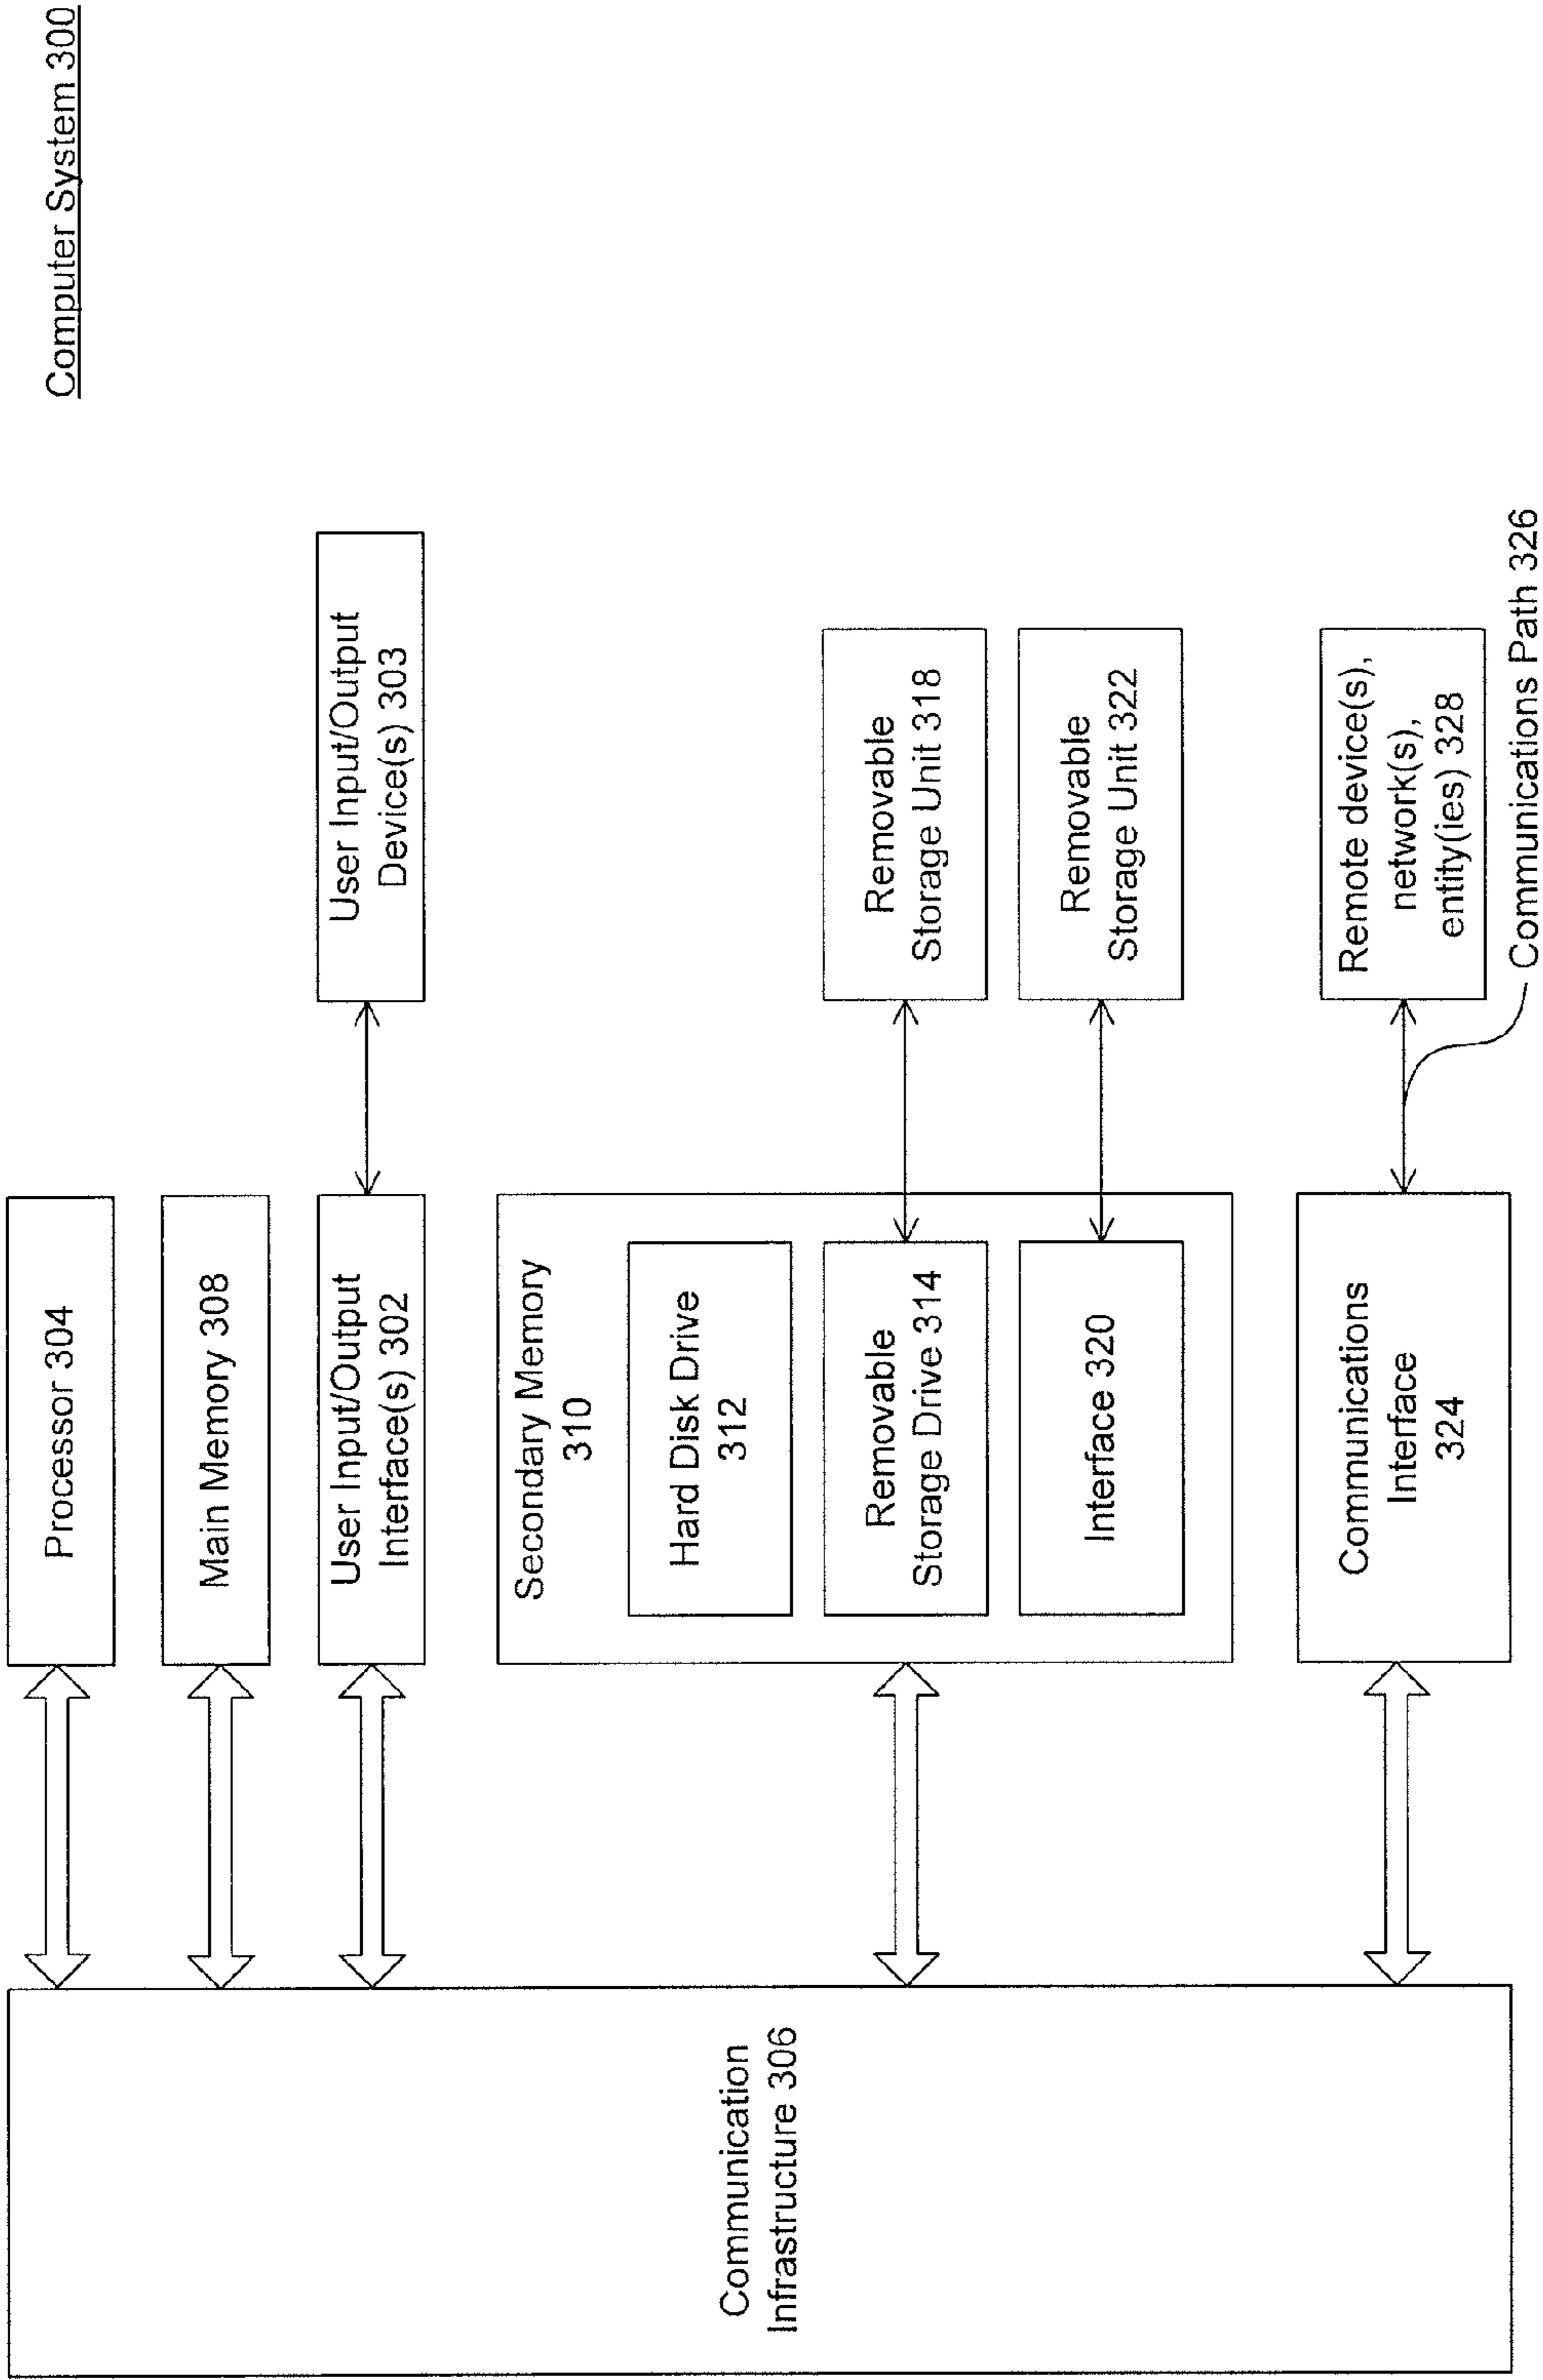 Computer System 300
Processor 304
Main Memory 308
User Input/Output
Interface(s) 302
User Input/Output
Device(s) 303
Secondary Memory
310
Hard Disk Drive
312
Removable
Storage Drive 314
Removable
Storage Unit 318
Interface 320
Removable
Storage Unit 322
Communications
Interface
324
Remote device(s),
network(s),
entity(ies) 328
Communications Path 326
Communication
Infrastructure 306